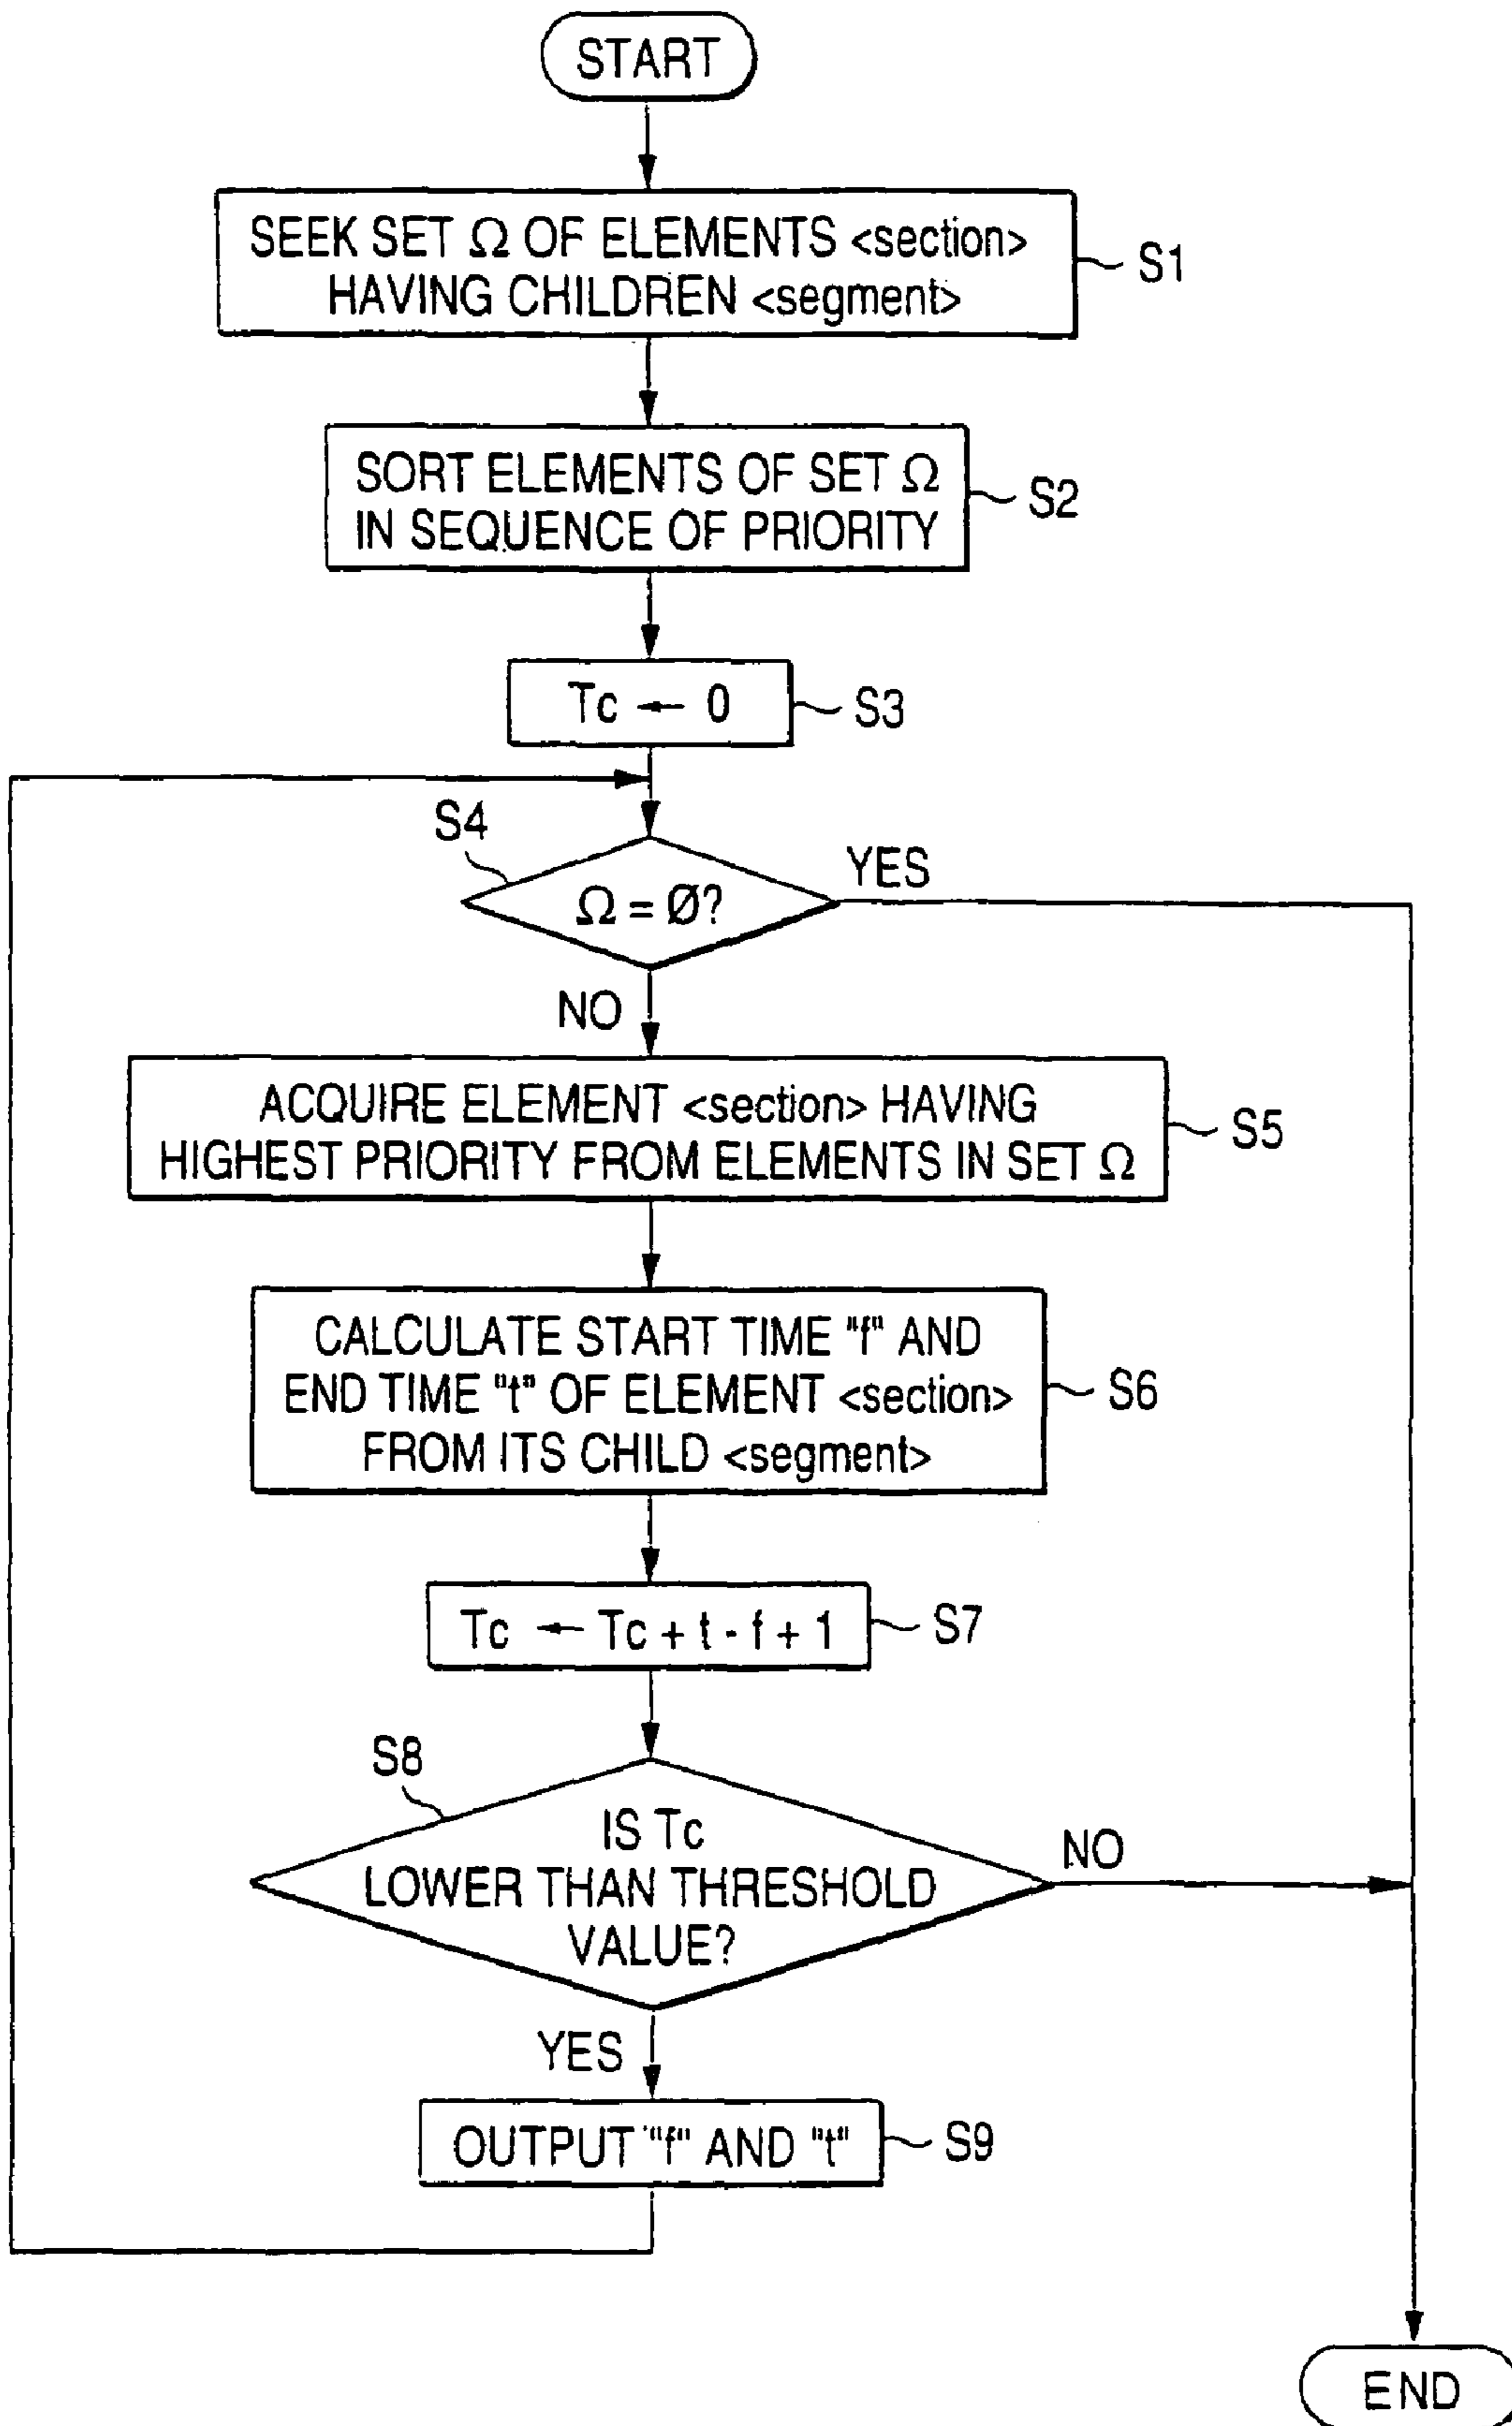 START
SEEK SET Ω OF ELEMENTS <section>
HAVING CHILDREN <segment>
S1
SORT ELEMENTS OF SET Ω
IN SEQUENCE OF PRIORITY
S2
Tc ← 0
S3
S4
Ω = Ø?
YES
NO
ACQUIRE ELEMENT <section> HAVING
HIGHEST PRIORITY FROM ELEMENTS IN SET Ω
S5
CALCULATE START TIME "f" AND
END TIME "t" OF ELEMENT <section>
FROM ITS CHILD <segment>
S6
Tc ← Tc + t - f + 1
S7
S8
IS Tc
LOWER THAN THRESHOLD
VALUE?
NO
YES
OUTPUT "f" AND "t"
S9
END